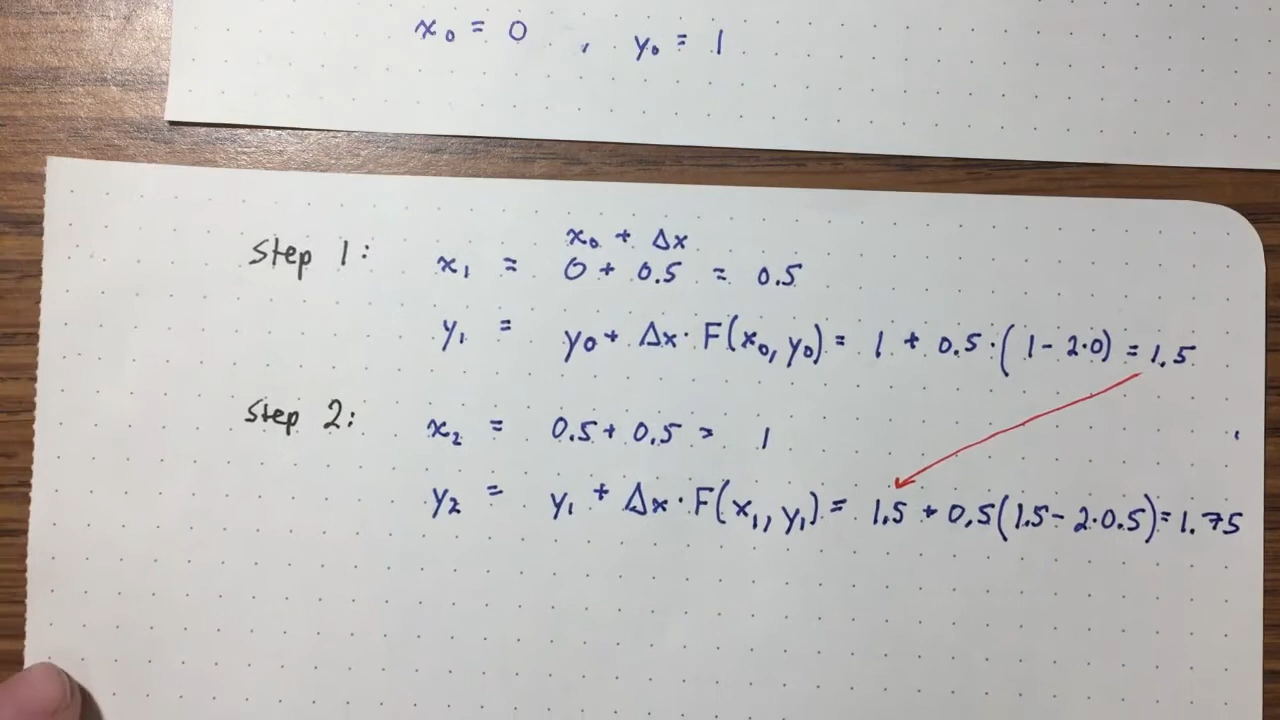 x₀ = 0 , y₀ = 1
Step 1: x₀ + Δx
x₁ = 0 + 0.5 = 0.5
y₁ = y₀ + Δx · F(x₀, y₀) = 1 + 0.5 · (1 - 2·0) = 1.5
Step 2: x₂ = 0.5 + 0.5 = 1
y₂ = y₁ + Δx · F(x₁, y₁) = 1.5 + 0.5(1.5 - 2·0.5) = 1.75